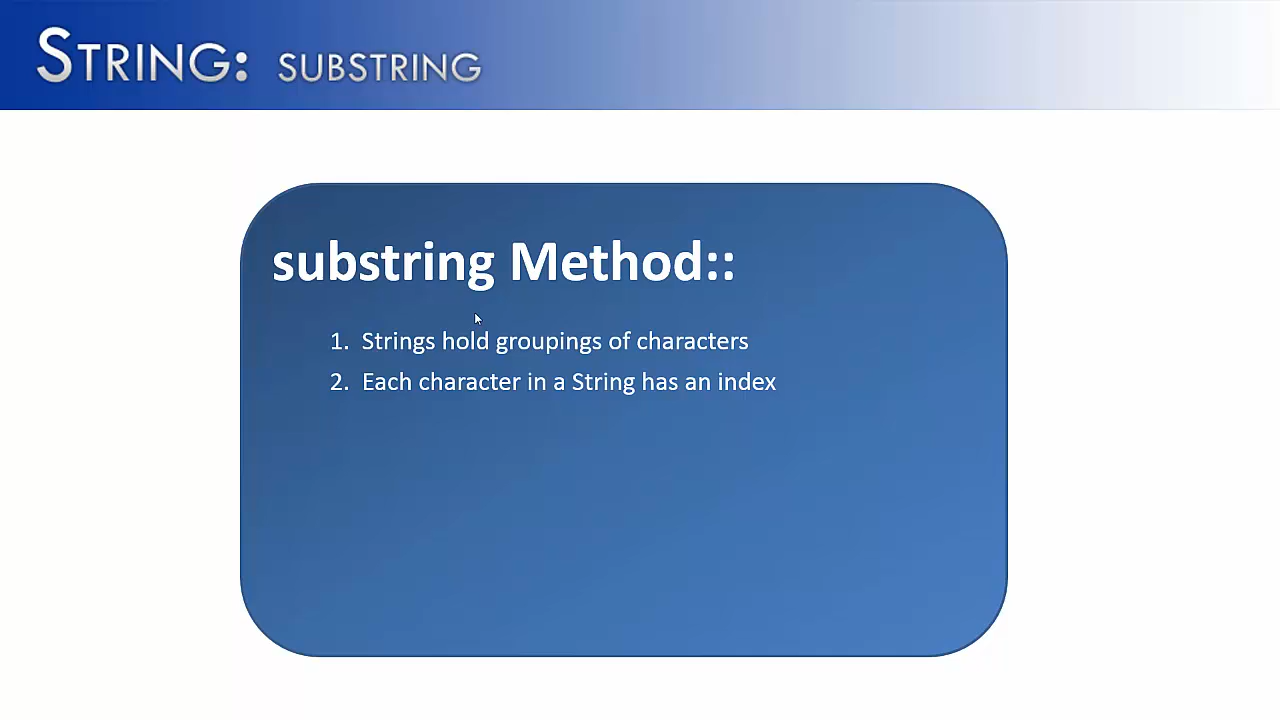 STRING: SUBSTRING
substring Method::
1. Strings hold groupings of characters
2. Each character in a String has an index